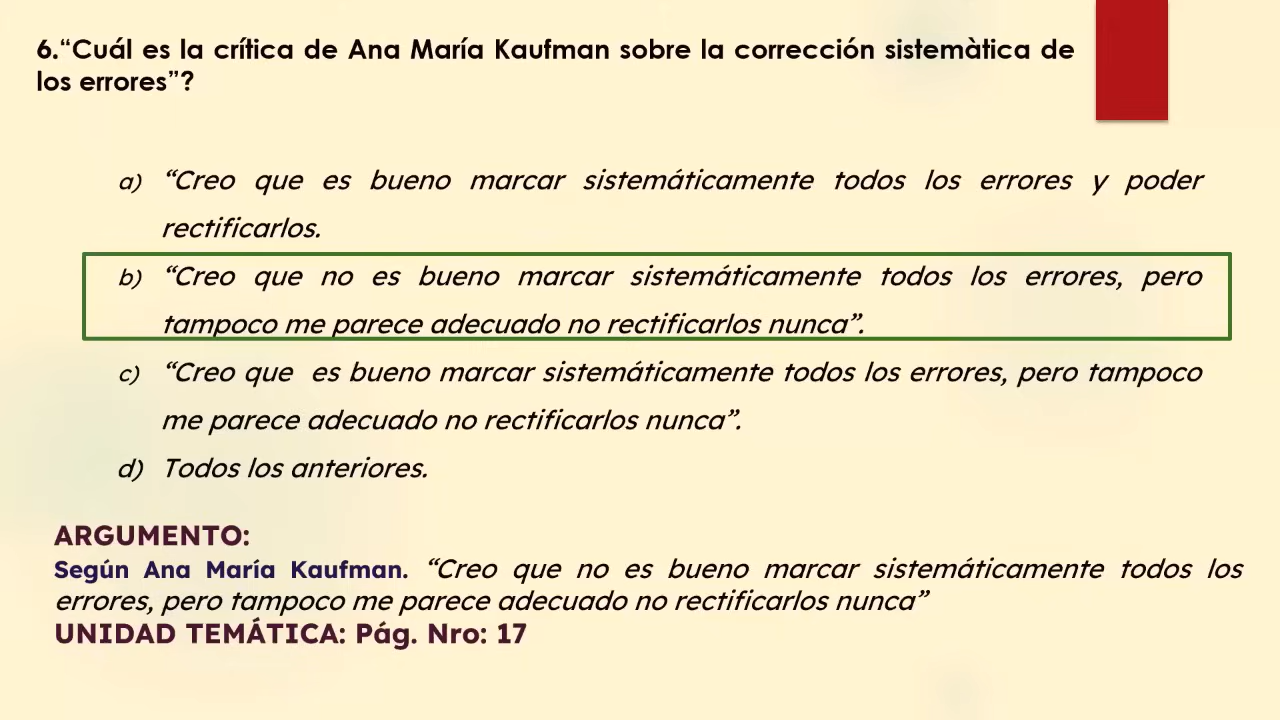 6.“Cuál es la crítica de Ana María Kaufman sobre la corrección sistemàtica de
los errores”?
a) “Creo que es bueno marcar sistemáticamente todos los errores y poder
rectificarlos.
b) “Creo que no es bueno marcar sistemáticamente todos los errores, pero
tampoco me parece adecuado no rectificarlos nunca”.
c) “Creo que es bueno marcar sistemáticamente todos los errores, pero tampoco
me parece adecuado no rectificarlos nunca”.
d) Todos los anteriores.
ARGUMENTO:
Según Ana María Kaufman. “Creo que no es bueno marcar sistemáticamente todos los
errores, pero tampoco me parece adecuado no rectificarlos nunca”
UNIDAD TEMÁTICA: Pág. Nro: 17